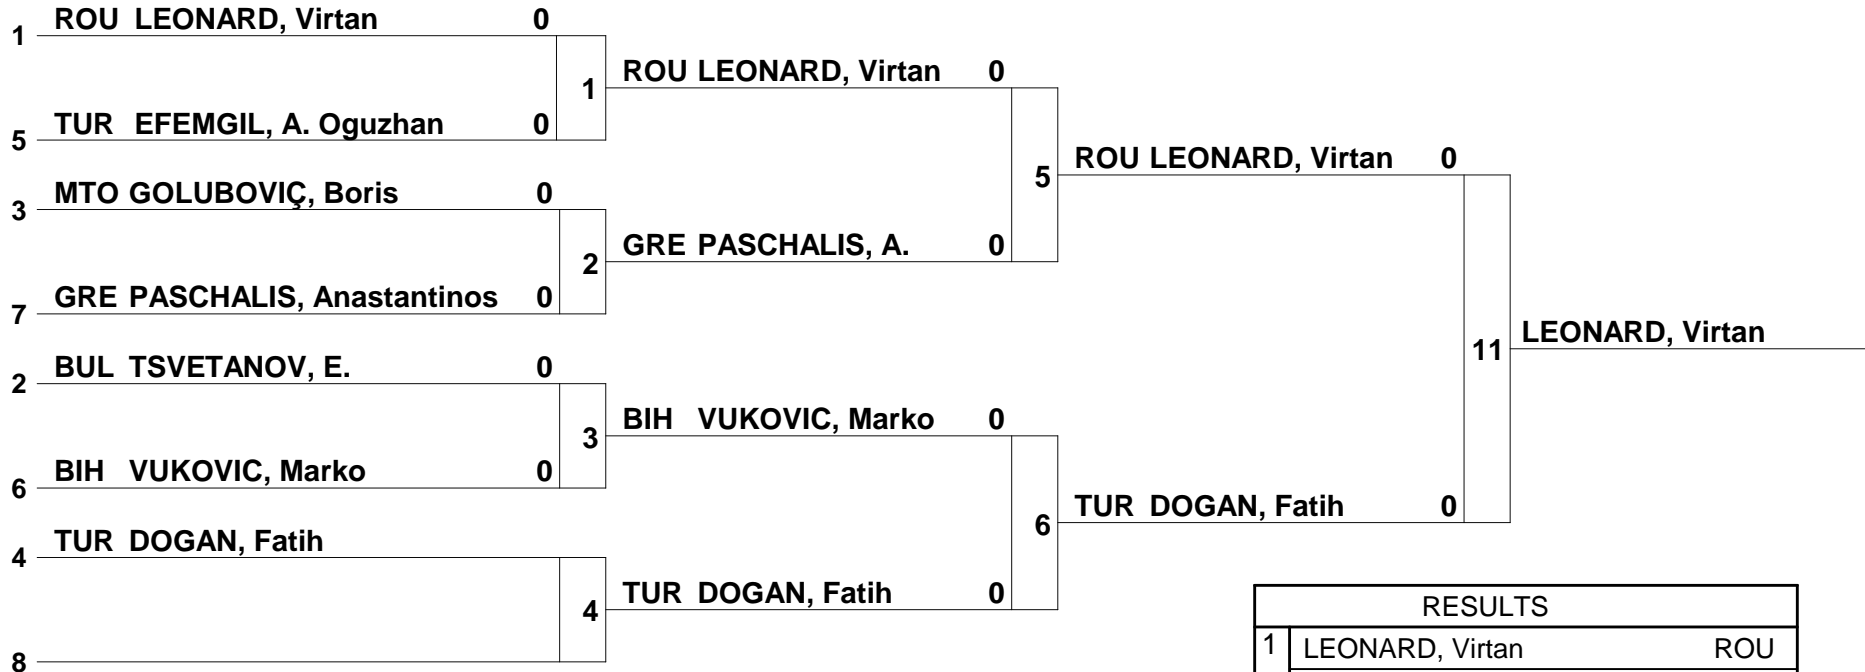 1 ROU LEONARD, Virtan 0
5 TUR EFEMGIL, A. Oguzhan 0
3 MTO GOLUBOVIÇ, Boris 0
7 GRE PASCHALIS, Anastantinos 0
2 BUL TSVETANOV, E. 0
6 BIH VUKOVIC, Marko 0
4 TUR DOGAN, Fatih
8
1 ROU LEONARD, Virtan 0
2 GRE PASCHALIS, A. 0
3 BIH VUKOVIC, Marko 0
4 TUR DOGAN, Fatih 0
5 ROU LEONARD, Virtan 0
6 TUR DOGAN, Fatih 0
11 LEONARD, Virtan
RESULTS
1 LEONARD, Virtan ROU